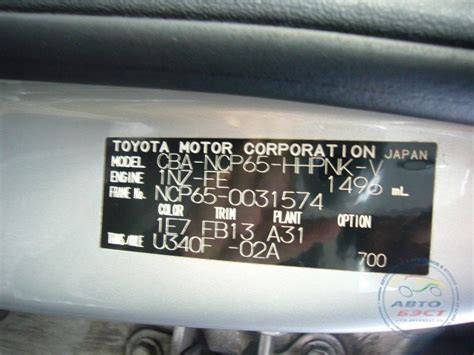 TOYOTA MOTOR CORPORATION JAPAN
MODEL CBA-NCP65-HHPNK-V
ENGINE 1NZ-FE 1496 mL
FRAME No. NCP65-0031574
COLOR TRIM PLANT OPTION
1E7 FB13 A31
TRANS/AXLE U340F -02A 700
АВТО
БЭСТ